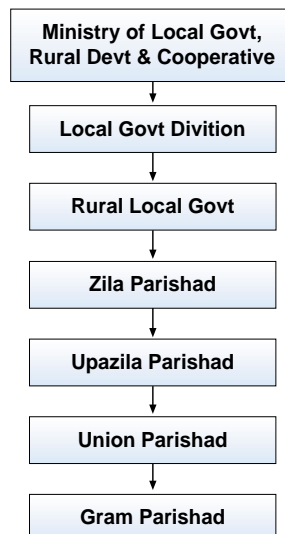 Ministry of Local Govt,
Rural Devt & Cooperative
Local Govt Divition
Rural Local Govt
Zila Parishad
Upazila Parishad
Union Parishad
Gram Parishad